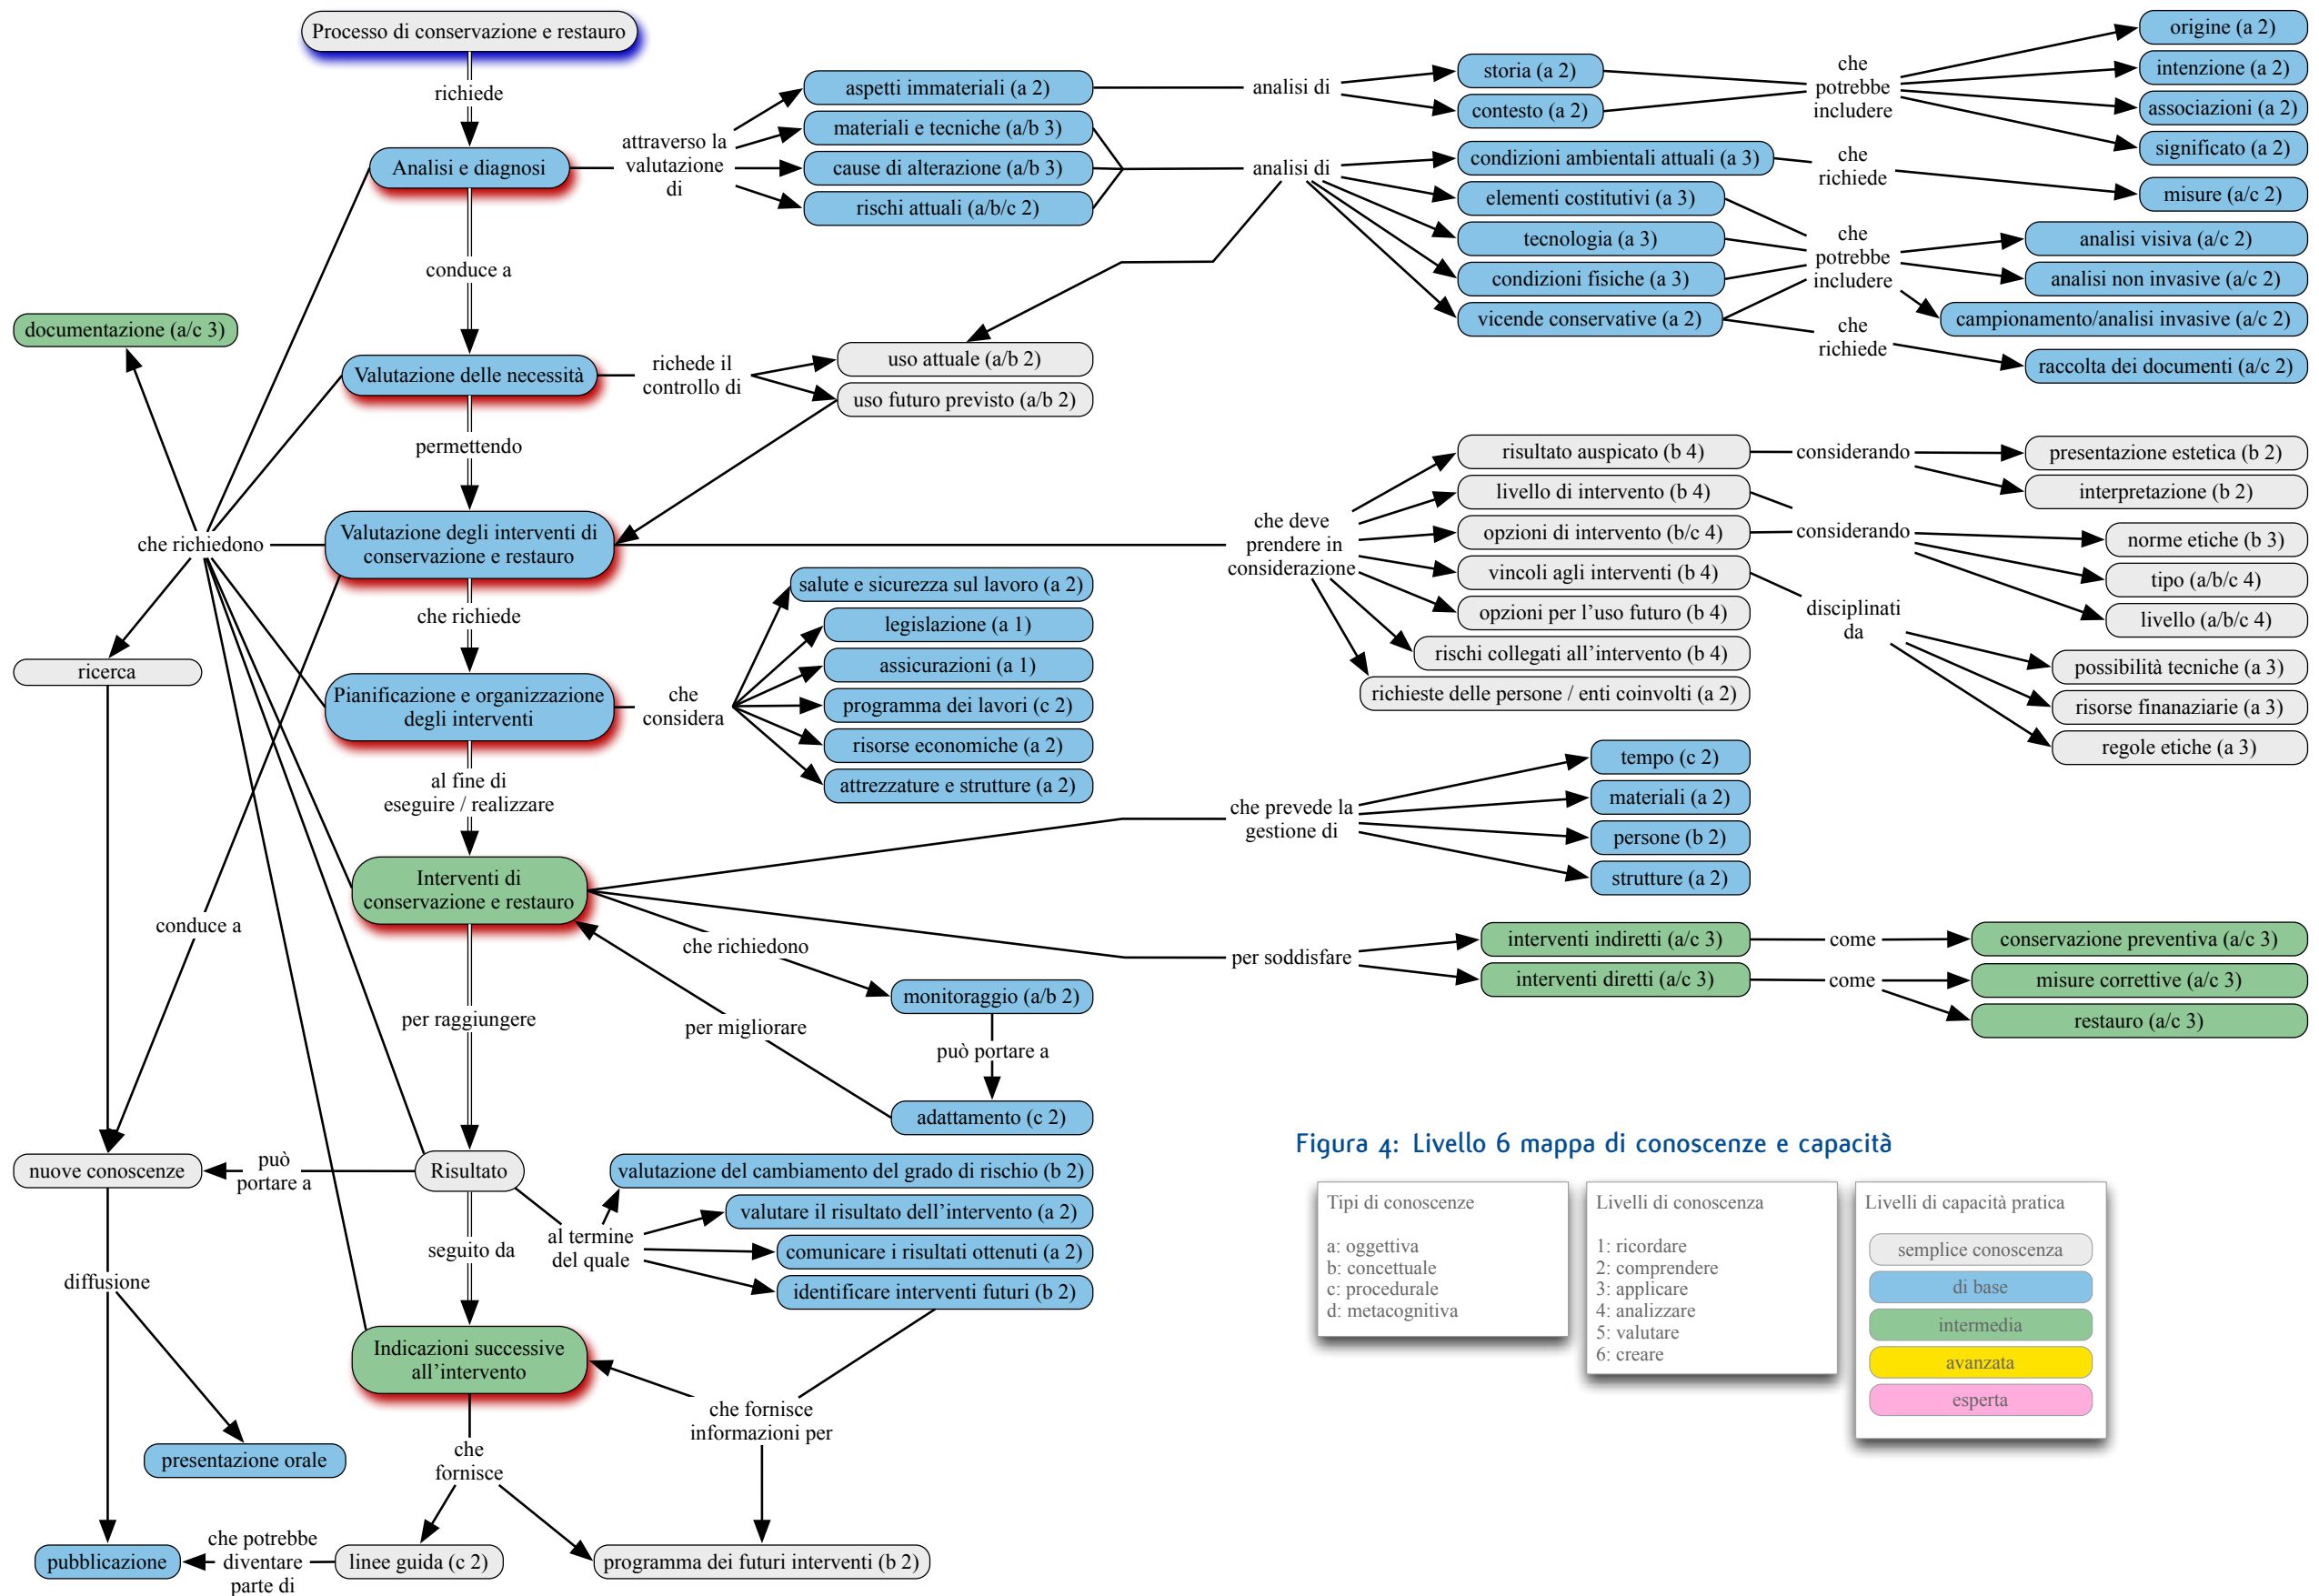 Processo di conservazione e restauro
richiede
Analisi e diagnosi
attraverso la
valutazione
di
aspetti immateriali (a 2)
materiali e tecniche (a/b 3)
cause di alterazione (a/b 3)
rischi attuali (a/b/c 2)
analisi di
storia (a 2)
contesto (a 2)
che
potrebbe
includere
origine (a 2)
intenzione (a 2)
associazioni (a 2)
significato (a 2)
analisi di
condizioni ambientali attuali (a 3)
elementi costitutivi (a 3)
tecnologia (a 3)
condizioni fisiche (a 3)
vicende conservative (a 2)
che
richiede
misure (a/c 2)
che
potrebbe
includere
analisi visiva (a/c 2)
analisi non invasive (a/c 2)
campionamento/analisi invasive (a/c 2)
che
richiede
raccolta dei documenti (a/c 2)
conduce a
documentazione (a/c 3)
Valutazione delle necessità
richede il
controllo di
uso attuale (a/b 2)
uso futuro previsto (a/b 2)
permettendo
che richiedono
Valutazione degli interventi di
conservazione e restauro
che deve
prendere in
considerazione
risultato auspicato (b 4)
livello di intervento (b 4)
opzioni di intervento (b/c 4)
vincoli agli interventi (b 4)
opzioni per l'uso futuro (b 4)
rischi collegati all'intervento (b 4)
richieste delle persone / enti coinvolti (a 2)
considerando
presentazione estetica (b 2)
interpretazione (b 2)
considerando
norme etiche (b 3)
tipo (a/b/c 4)
livello (a/b/c 4)
disciplinati
da
possibilità tecniche (a 3)
risorse finanaziarie (a 3)
regole etiche (a 3)
che richiede
ricerca
Pianificazione e organizzazione
degli interventi
che
considera
salute e sicurezza sul lavoro (a 2)
legislazione (a 1)
assicurazioni (a 1)
programma dei lavori (c 2)
risorse economiche (a 2)
attrezzature e strutture (a 2)
al fine di
eseguire / realizzare
Interventi di
conservazione e restauro
che prevede la
gestione di
tempo (c 2)
materiali (a 2)
persone (b 2)
strutture (a 2)
conduce a
che richiedono
per soddisfare
interventi indiretti (a/c 3)
interventi diretti (a/c 3)
come
conservazione preventiva (a/c 3)
come
misure correttive (a/c 3)
restauro (a/c 3)
monitoraggio (a/b 2)
per raggiungere
per migliorare
può portare a
adattamento (c 2)
nuove conoscenze
può
portare a
Risultato
valutazione del cambiamento del grado di rischio (b 2)
valutare il risultato dell'intervento (a 2)
comunicare i risultati ottenuti (a 2)
identificare interventi futuri (b 2)
al termine
del quale
seguito da
diffusione
Indicazioni successive
all'intervento
che fornisce
informazioni per
che
fornisce
presentazione orale
pubblicazione
che potrebbe
diventare
parte di
linee guida (c 2)
programma dei futuri interventi (b 2)
Figura 4: Livello 6 mappa di conoscenze e capacità
Tipi di conoscenze
a: oggettiva
b: concettuale
c: procedurale
d: metacognitiva
Livelli di conoscenza
1: ricordare
2: comprendere
3: applicare
4: analizzare
5: valutare
6: creare
Livelli di capacità pratica
semplice conoscenza
di base
intermedia
avanzata
esperta